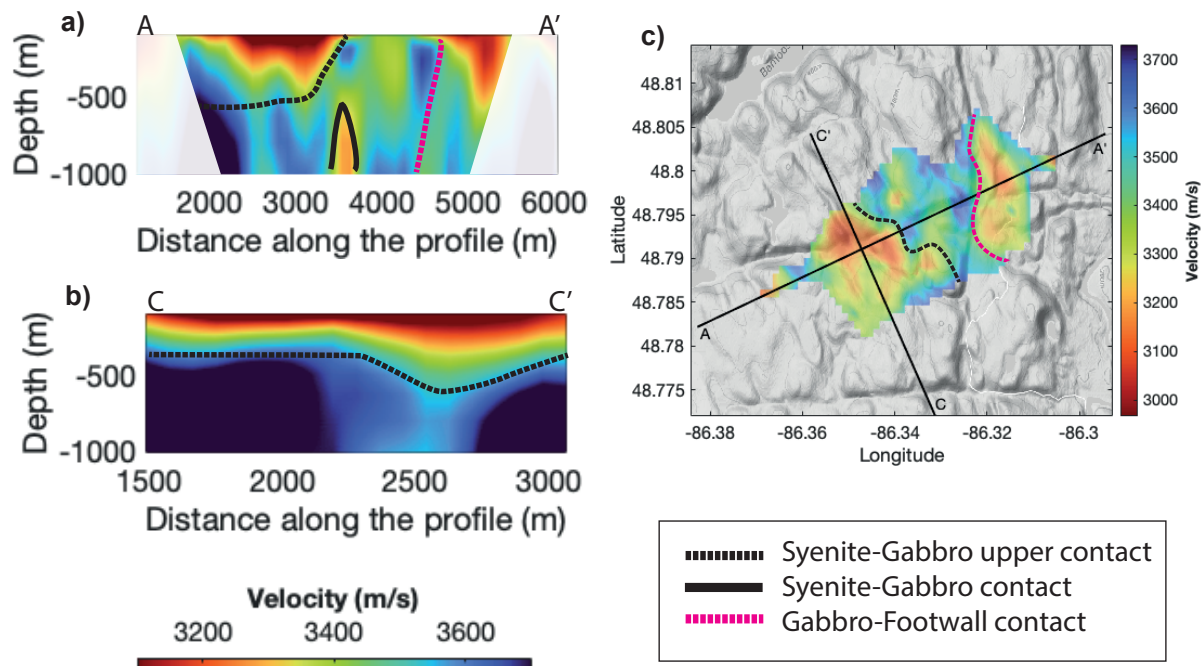 a)
A
A'
Depth (m)
-500
-1000
2000
3000
4000
5000
6000
Distance along the profile (m)
b)
C
C'
Depth (m)
-500
-1000
1500
2000
2500
3000
Distance along the profile (m)
Velocity (m/s)
3200
3400
3600
c)
48.81
48.805
48.8
48.795
48.79
48.785
48.78
48.775
Latitude
C'
A'
A
C
-86.38
-86.36
-86.34
-86.32
-86.3
Longitude
3700
3600
3500
3400
3300
3200
3100
3000
Velocity (m/s)
Syenite-Gabbro upper contact
Syenite-Gabbro contact
Gabbro-Footwall contact